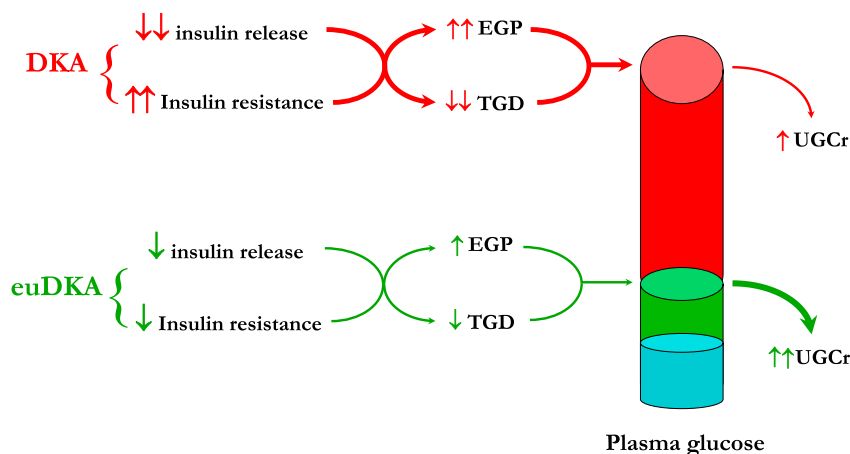 DKA { ↓↓ insulin release ↑↑ EGP
↑↑ Insulin resistance ↓↓ TGD
↑ UGCr
euDKA { ↓ insulin release ↑ EGP
↓ Insulin resistance ↓ TGD
↑↑UGCr
Plasma glucose